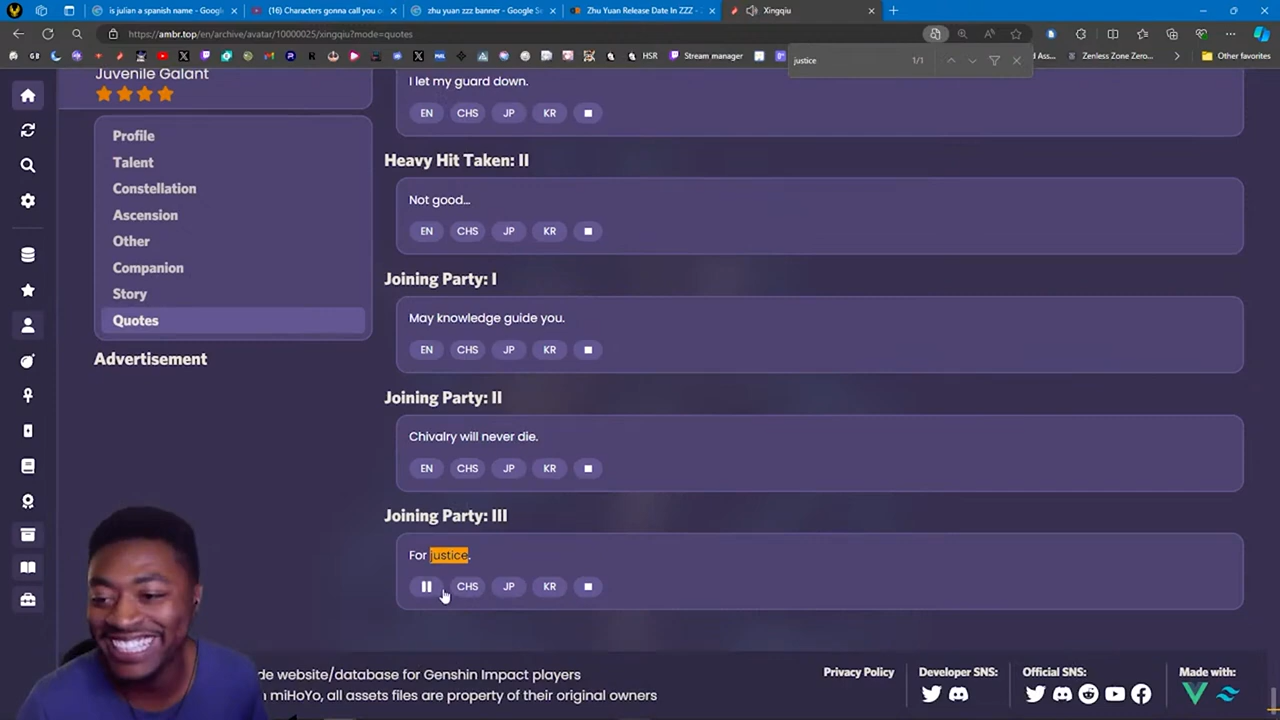 is julian a spanish name - Google
(16) Characters gonna call you o
zhu yuan zzz banner - Google Se
Zhu Yuan Release Date In ZZZ -
Xingqiu
https://ambr.top/en/archive/avatar/10000025/xingqiu?mode=quotes
GB
HSR
Stream manager
justice
1/1
Zenless Zone Zero...
Other favorites
Juvenile Galant
Profile
Talent
Constellation
Ascension
Other
Companion
Story
Quotes
Advertisement
I let my guard down.
EN CHS JP KR
Heavy Hit Taken: II
Not good...
EN CHS JP KR
Joining Party: I
May knowledge guide you.
EN CHS JP KR
Joining Party: II
Chivalry will never die.
EN CHS JP KR
Joining Party: III
For justice.
CHS JP KR
de website/database for Genshin Impact players
miHoYo, all assets files are property of their original owners
Privacy Policy
Developer SNS:
Official SNS:
Made with: